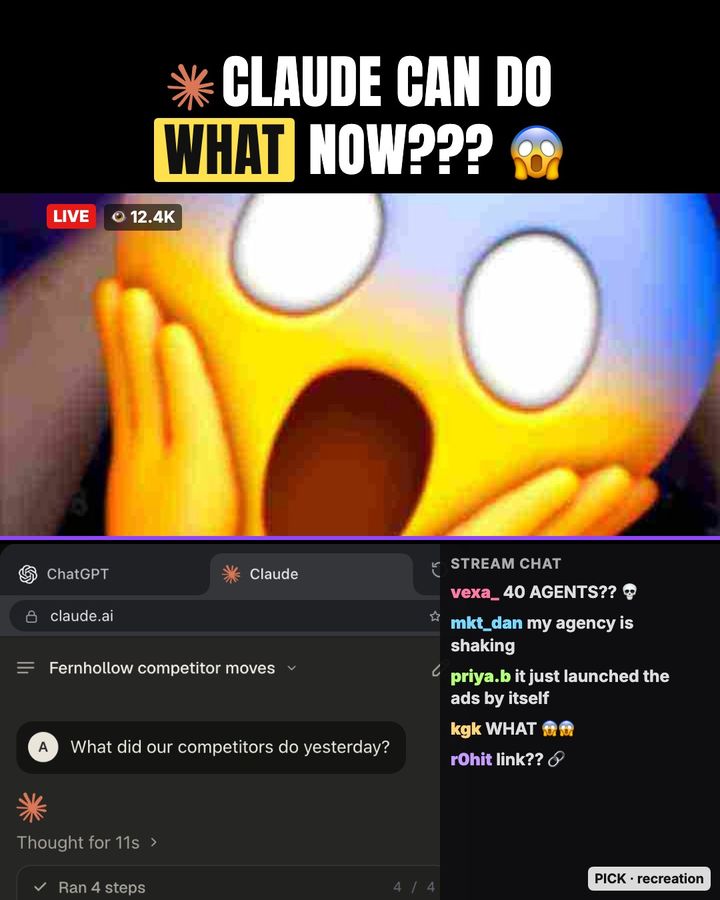 CLAUDE CAN DO
WHAT NOW???
LIVE 12.4K
ChatGPT
Claude
claude.ai
Fernhollow competitor moves
A What did our competitors do yesterday?
Thought for 11s
Ran 4 steps 4 / 4
STREAM CHAT
vexa_ 40 AGENTS??
mkt_dan my agency is
shaking
priya.b it just launched the
ads by itself
kgk WHAT
r0hit link??
PICK · recreation